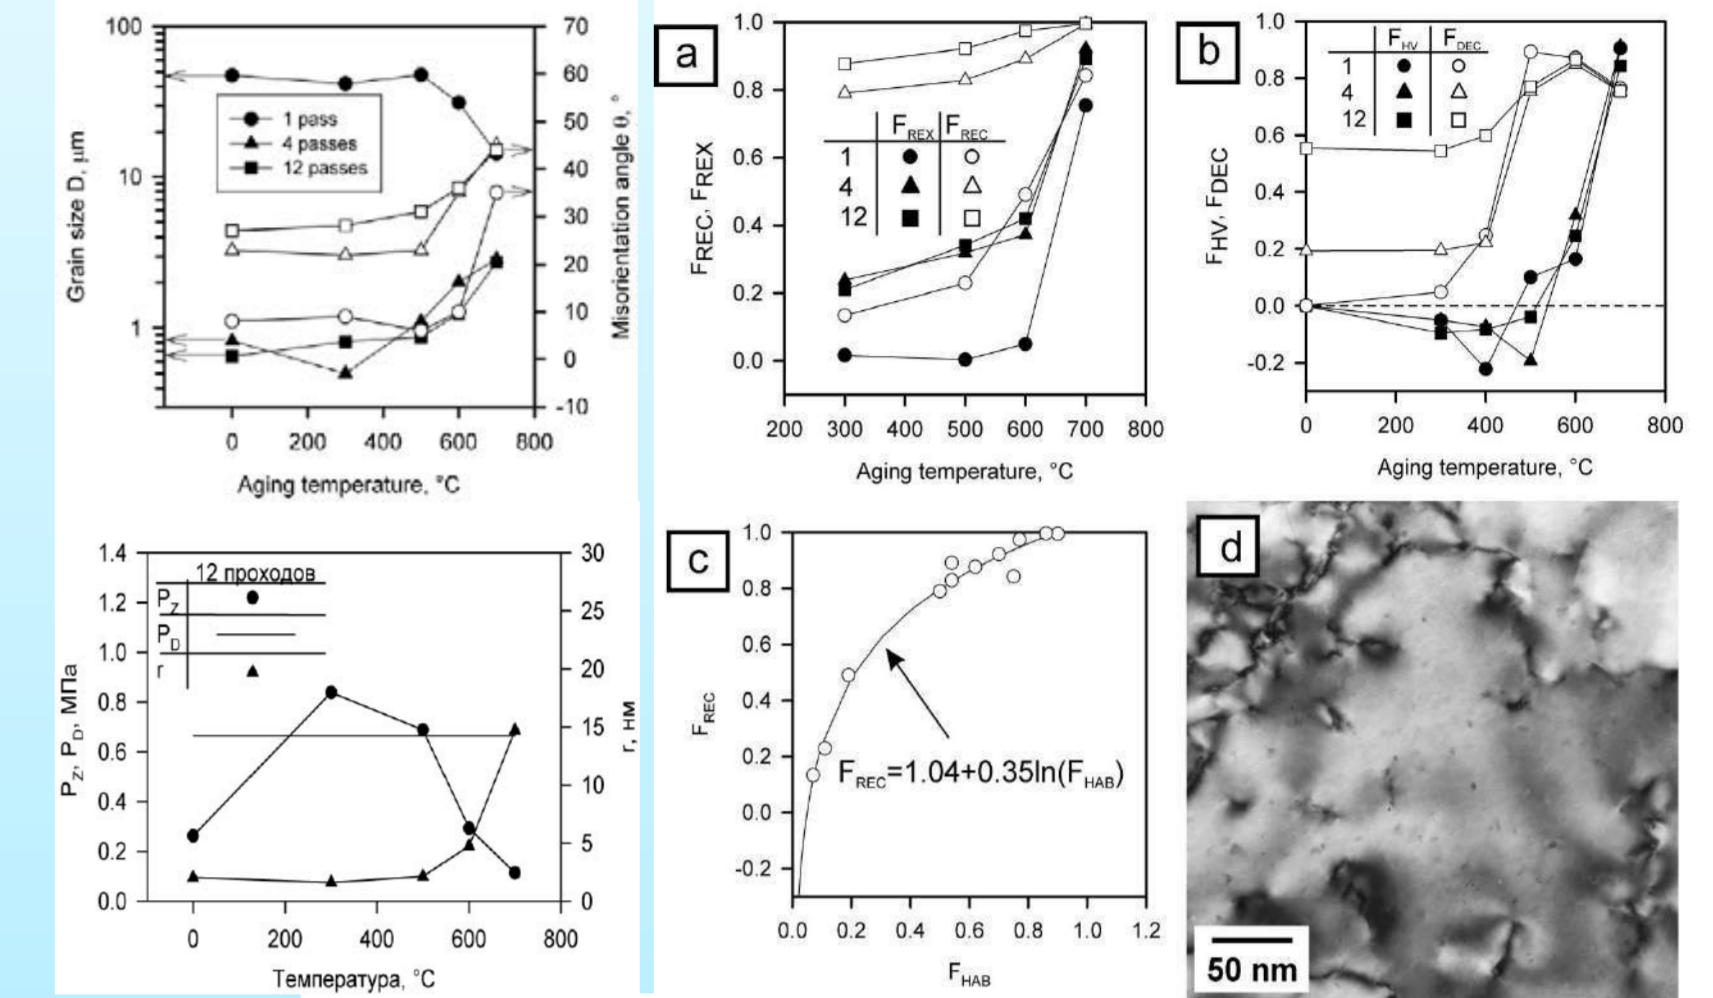 100
10
1
70
60
50
40
30
20
10
0
-10
Grain size D, μm
Misorientation angle θ, °
1 pass
4 passes
12 passes
0 200 400 600 800
Aging temperature, °C
a
1.0
0.8
0.6
0.4
0.2
0.0
F_REC, F_REX
F_REX F_REC
1
4
12
200 300 400 500 600 700 800
Aging temperature, °C
b
1.0
0.8
0.6
0.4
0.2
0.0
-0.2
F_HV, F_DEC
F_HV F_DEC
1
4
12
0 200 400 600 800
Aging temperature, °C
1.4
1.2
1.0
0.8
0.6
0.4
0.2
0.0
30
25
20
15
10
5
0
P_Z, P_D, МПа
r, нм
12 проходов
P_Z
P_D
r
0 200 400 600 800
Температура, °C
c
1.0
0.8
0.6
0.4
0.2
0.0
-0.2
F_REC
F_REC=1.04+0.35ln(F_HAB)
0.0 0.2 0.4 0.6 0.8 1.0 1.2
F_HAB
d
50 nm